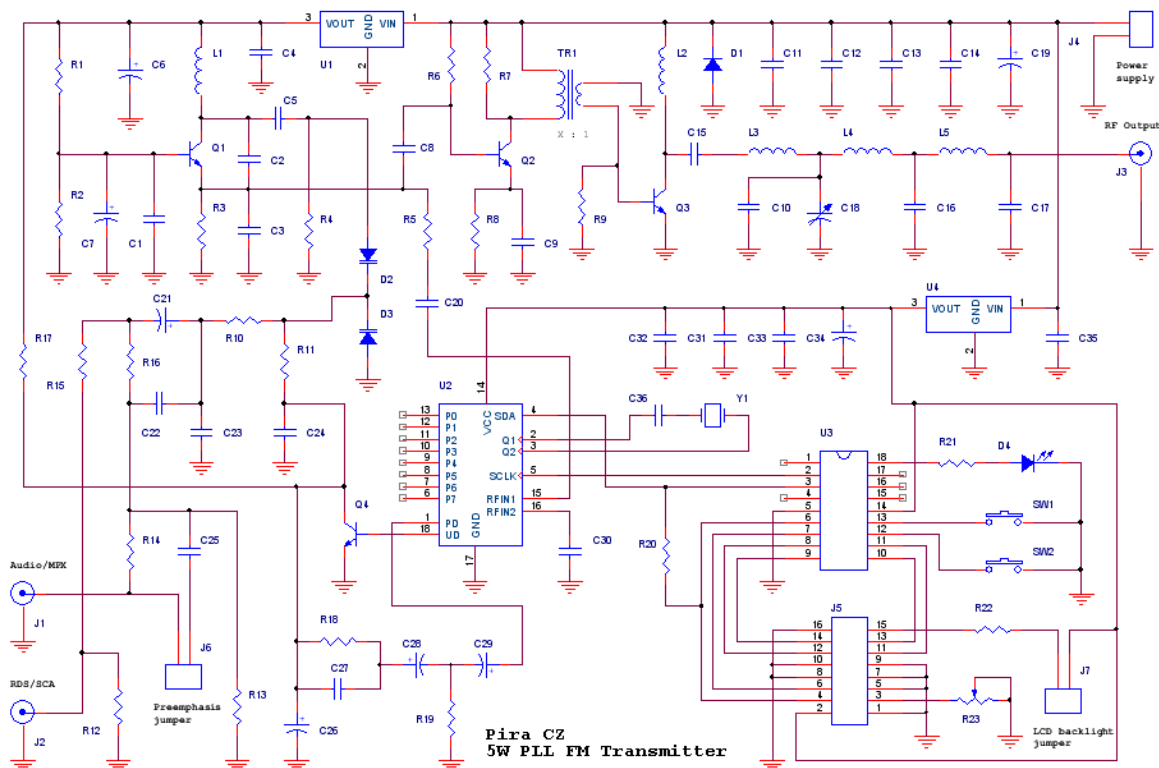 3 VOUT GND VIN 1
2
U1
R1
C6
L1
C4
R6
R7
TR1
X : 1
L2
D1
C11
C12
C13
C14
C19
J4
Power
supply
C5
Q1
C2
C8
Q2
C15
L3
L4
L5
RF Output
J3
R2
C7
C1
R3
C3
R4
R5
R8
C9
R9
Q3
C10
C18
C16
C17
D2
D3
C20
U4
3 VOUT GND VIN 1
2
C21
R17
R15
R16
R10
R11
C22
C23
C24
C32
C31
C33
C34
C35
U2
14
VCC
13 P0
12 P1
11 P2
10 P3
9 P4
8 P5
7 P6
6 P7
1 PD
18 UD
SDA 4
Q1 2
Q2 3
SCLK 5
RFIN1 15
RFIN2 16
GND
17
C36
Y1
U3
1 18
2 17
3 16
4 15
5 14
6 13
7 12
8 11
9 10
R21
D4
SW1
SW2
Q4
R14
C25
C30
R20
Audio/MPX
J1
R18
C28
C29
C27
J6
Preemphasis
jumper
RDS/SCA
J2
R12
R13
C26
R19
J5
16 15
14 13
12 11
10 9
8 7
6 5
4 3
2 1
R22
R23
J7
LCD backlight
jumper
Pira CZ
5W PLL FM Transmitter